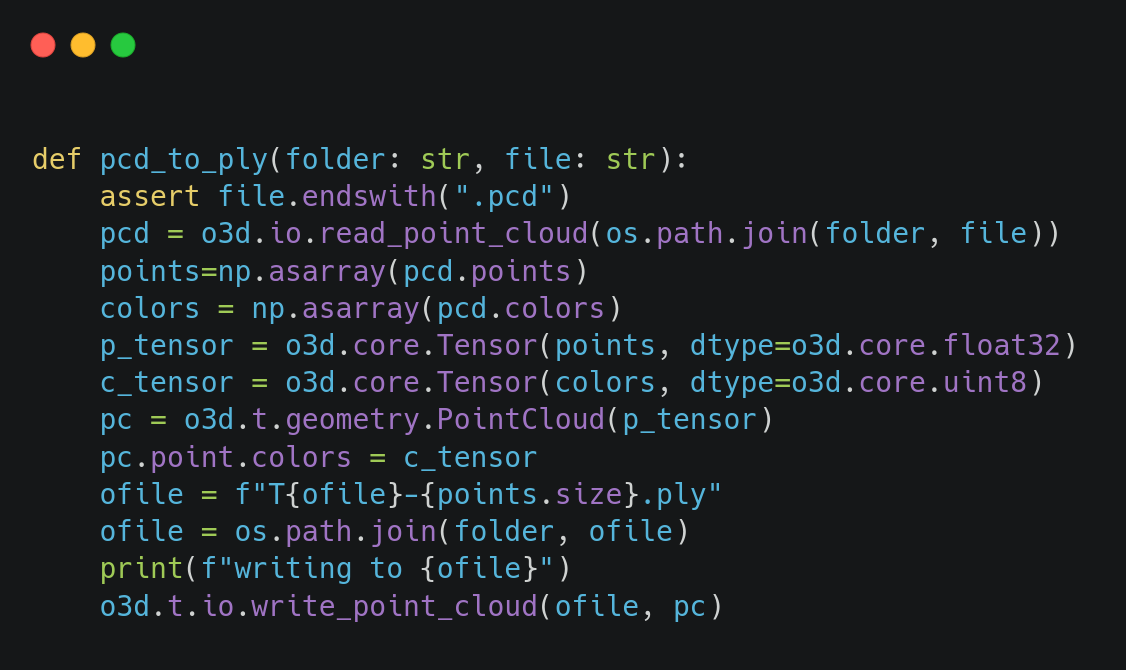 def pcd_to_ply(folder: str, file: str):
    assert file.endswith(".pcd")
    pcd = o3d.io.read_point_cloud(os.path.join(folder, file))
    points=np.asarray(pcd.points)
    colors = np.asarray(pcd.colors)
    p_tensor = o3d.core.Tensor(points, dtype=o3d.core.float32)
    c_tensor = o3d.core.Tensor(colors, dtype=o3d.core.uint8)
    pc = o3d.t.geometry.PointCloud(p_tensor)
    pc.point.colors = c_tensor
    ofile = f"T{ofile}-{points.size}.ply"
    ofile = os.path.join(folder, ofile)
    print(f"writing to {ofile}")
    o3d.t.io.write_point_cloud(ofile, pc)